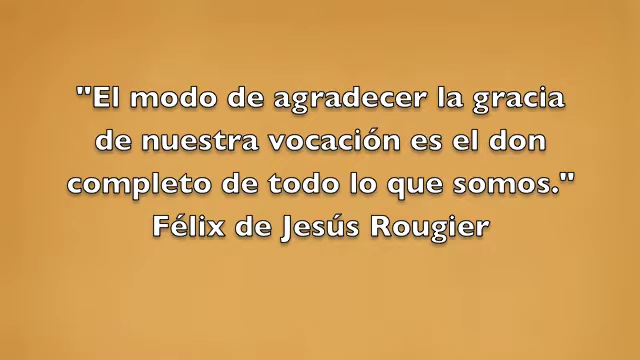 "El modo de agradecer la gracia
de nuestra vocación es el don
completo de todo lo que somos."
Félix de Jesús Rougier